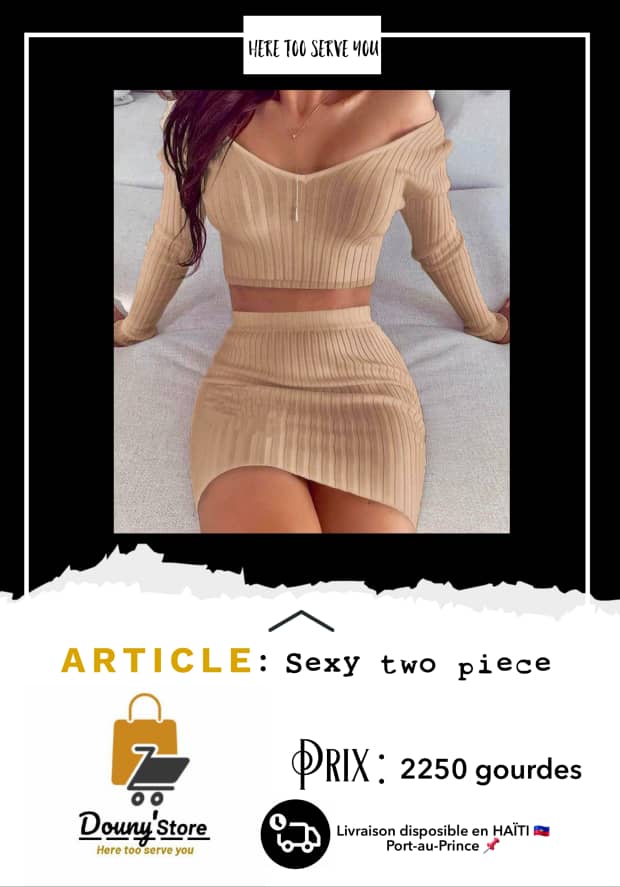 HERE TOO SERVE YOU
ARTICLE: Sexy two piece
PRIX: 2250 gourdes
Douny'Store
Here too serve you
Livraison disposible en HAÏTI 🇭🇹
Port-au-Prince 📌